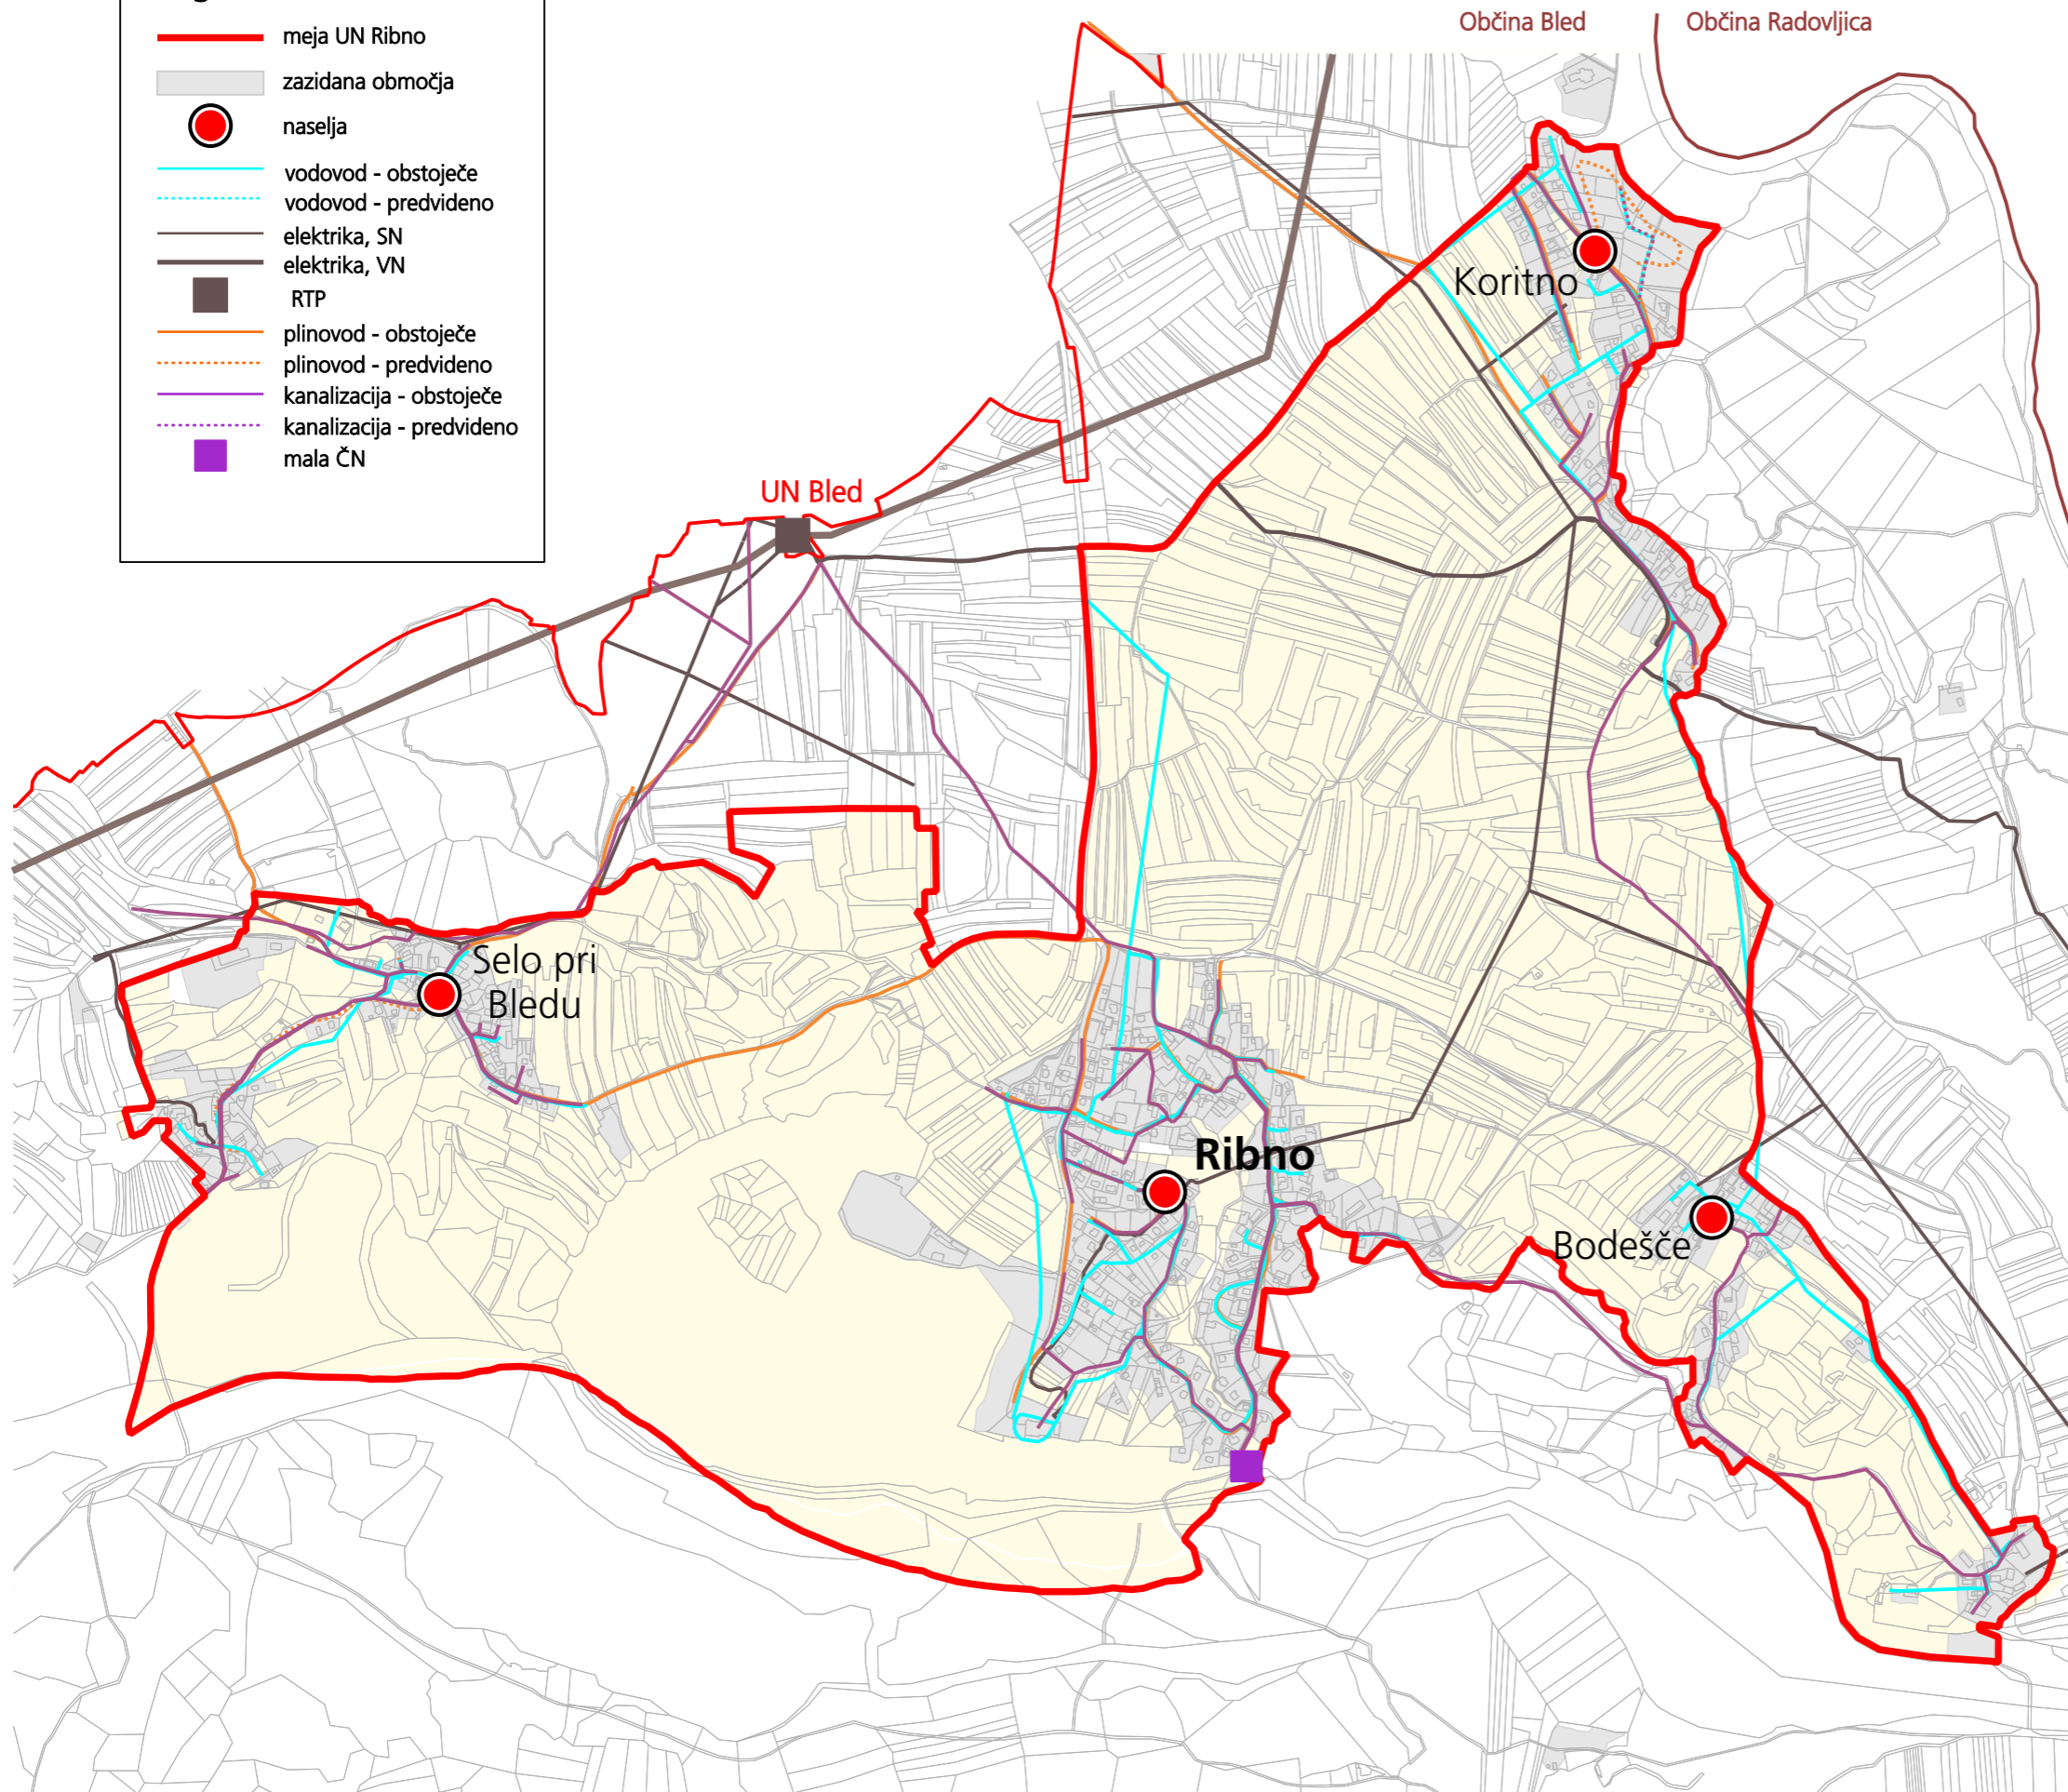 meja UN Ribno
zazidana območja
naselja
vodovod - obstoječe
vodovod - predvideno
elektrika, SN
elektrika, VN
RTP
plinovod - obstoječe
plinovod - predvideno
kanalizacija - obstoječe
kanalizacija - predvideno
mala ČN
Občina Bled
Občina Radovljica
Koritno
UN Bled
Selo pri
Bledu
Ribno
Bodešče